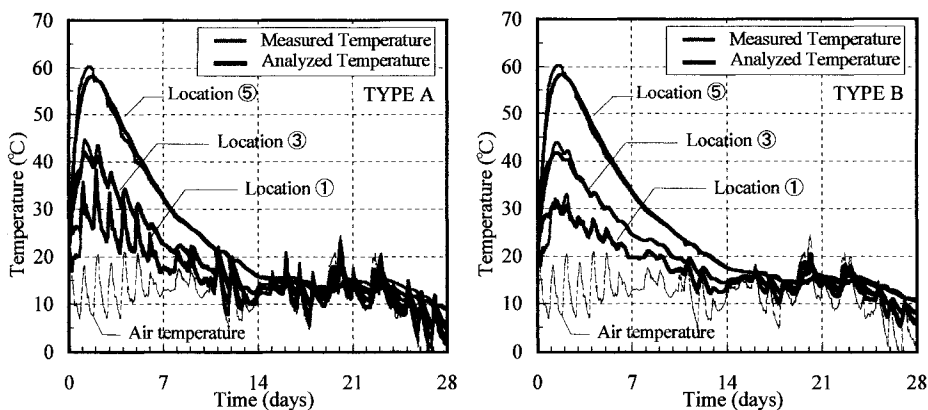 70
60
50
40
30
20
10
0
Temperature (℃)
Measured Temperature
Analyzed Temperature
TYPE A
Location ⑤
Location ③
Location ①
Air temperature
0 7 14 21 28
Time (days)
70
60
50
40
30
20
10
0
Temperature (℃)
Measured Temperature
Analyzed Temperature
TYPE B
Location ⑤
Location ③
Location ①
Air temperature
0 7 14 21 28
Time (days)